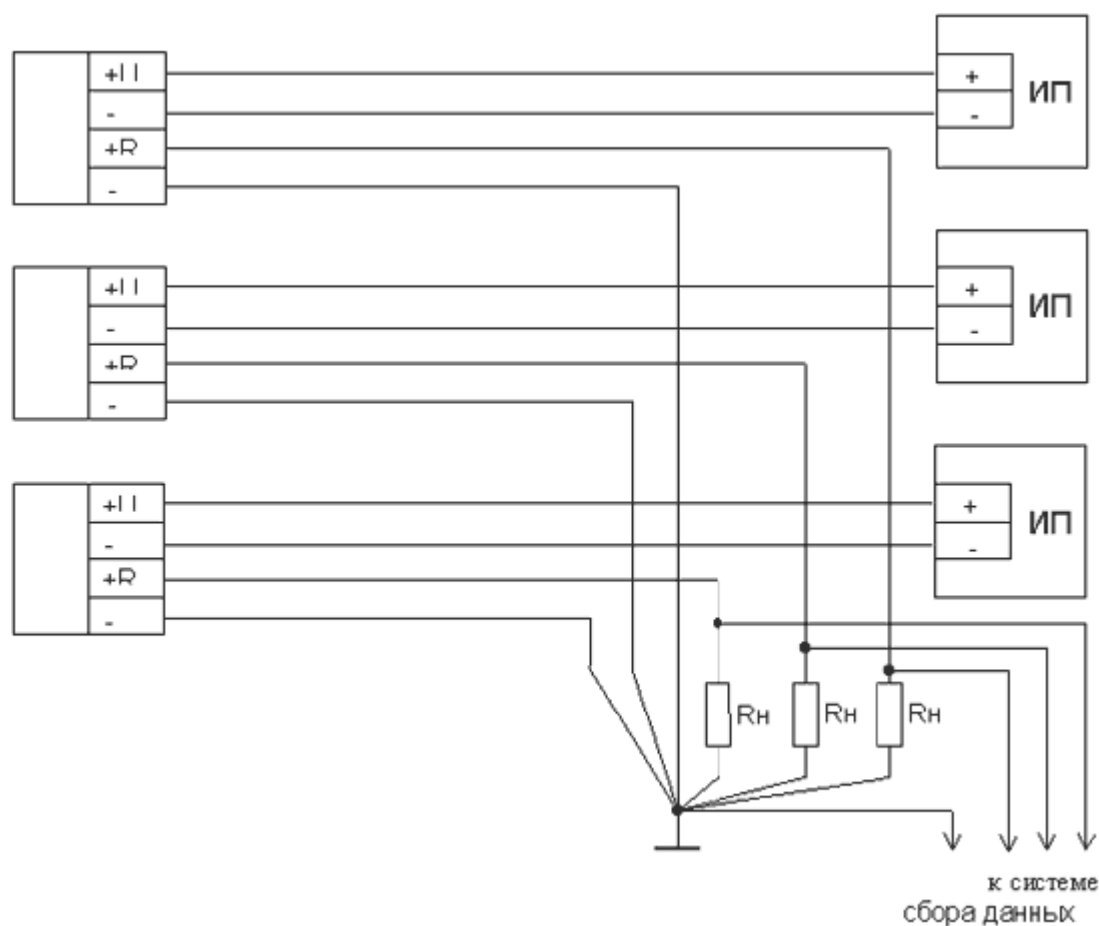 +U
-
+R
-
+
-
ИП
+U
-
+R
-
+
-
ИП
+U
-
+R
-
+
-
ИП
Rн
Rн
Rн
к системе
сбора данных